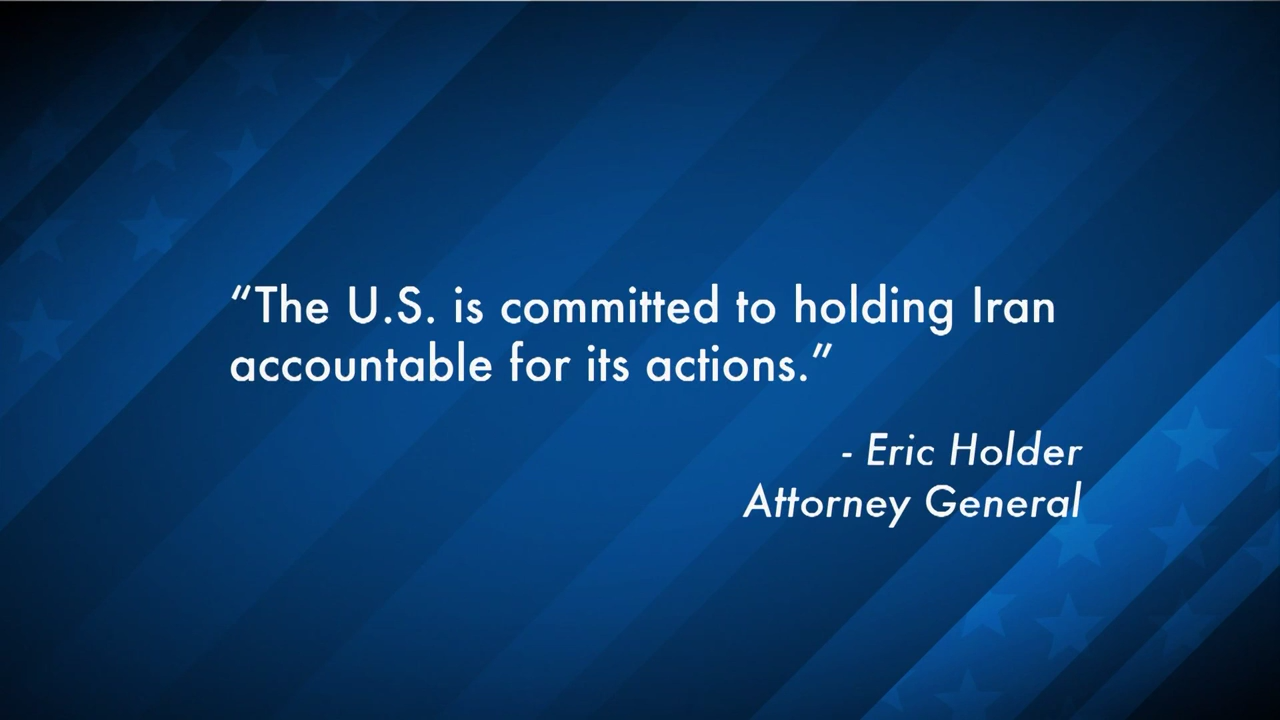 “The U.S. is committed to holding Iran
accountable for its actions.”
- Eric Holder
Attorney General